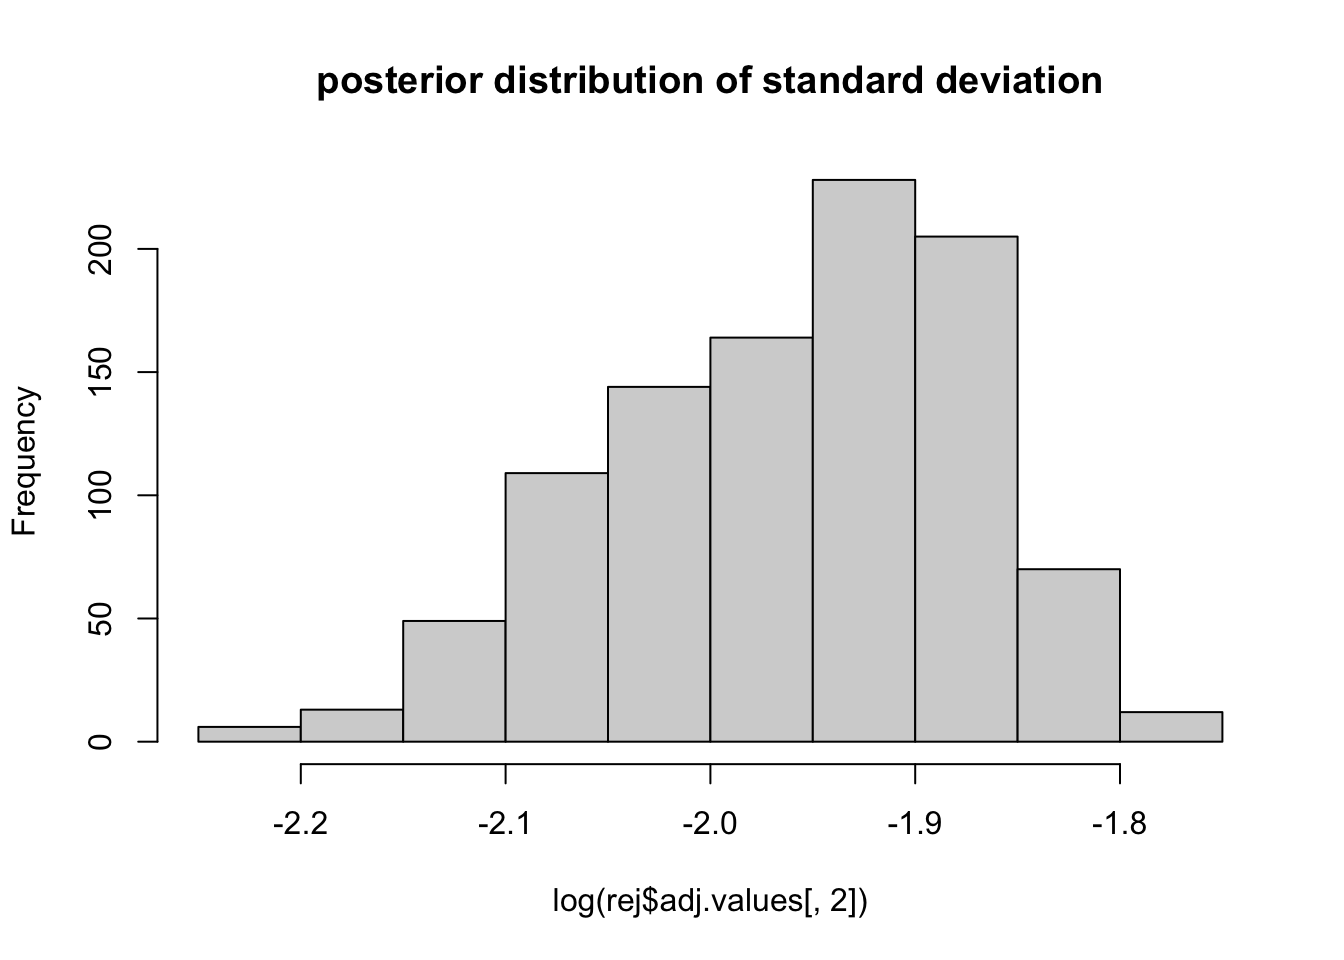 posterior distribution of standard deviation
Frequency
200
150
100
50
0
-2.2 -2.1 -2.0 -1.9 -1.8
log(rej$adj.values[, 2])